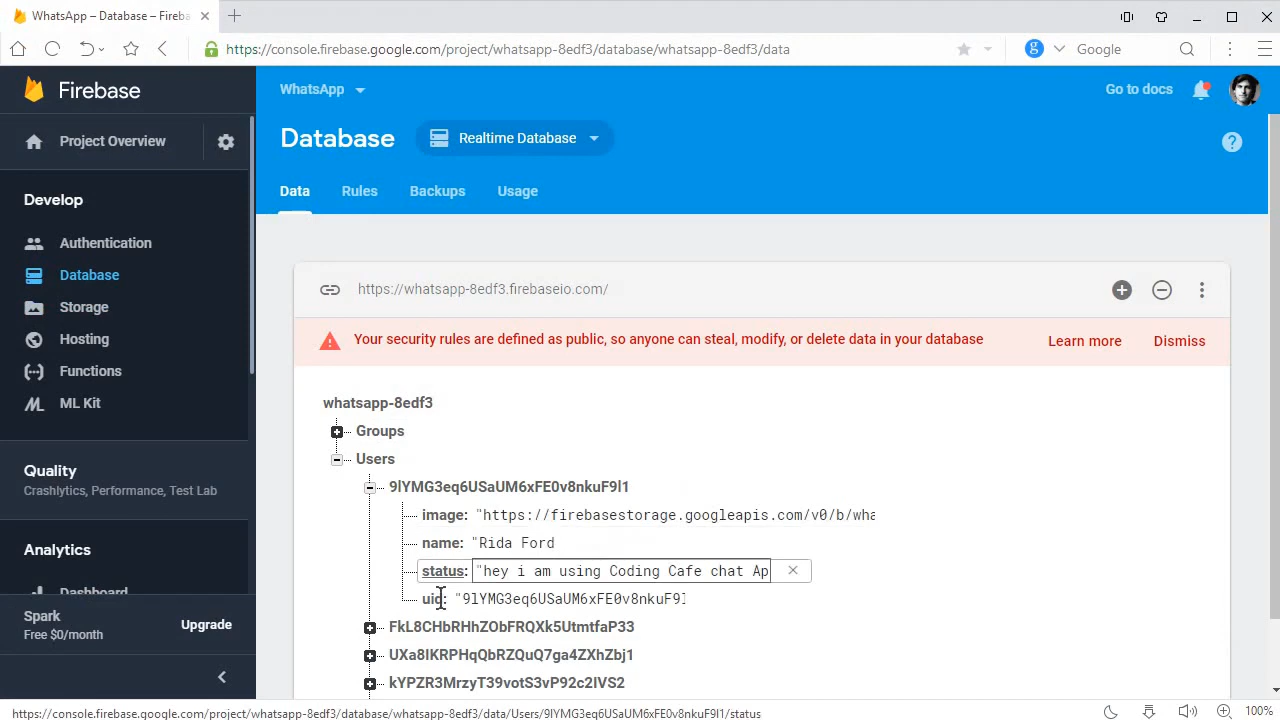 WhatsApp – Database – Fireba
https://console.firebase.google.com/project/whatsapp-8edf3/database/whatsapp-8edf3/data
g
Google
Firebase
WhatsApp
Go to docs
Project Overview
Database
Realtime Database
?
Data
Rules
Backups
Usage
Develop
Authentication
Database
Storage
Hosting
Functions
ML Kit
Quality
Crashlytics, Performance, Test Lab
Analytics
Dashboard
Spark
Free $0/month
Upgrade
https://whatsapp-8edf3.firebaseio.com/
Your security rules are defined as public, so anyone can steal, modify, or delete data in your database
Learn more
Dismiss
whatsapp-8edf3
Groups
Users
9lYMG3eq6USaUM6xFE0v8nkuF9l1
image: "https://firebasestorage.googleapis.com/v0/b/wha
name: "Rida Ford
status: "hey i am using Coding Cafe chat Ap
uid: "9lYMG3eq6USaUM6xFE0v8nkuF9l
FkL8CHbRHhZObFRQXk5UtmtfaP33
UXa8IKRPHqQbRZQuQ7ga4ZXhZbj1
kYPZR3MrzyT39votS3vP92c2IVS2
https://console.firebase.google.com/project/whatsapp-8edf3/database/whatsapp-8edf3/data/Users/9lYMG3eq6USaUM6xFE0v8nkuF9l1/status
100%